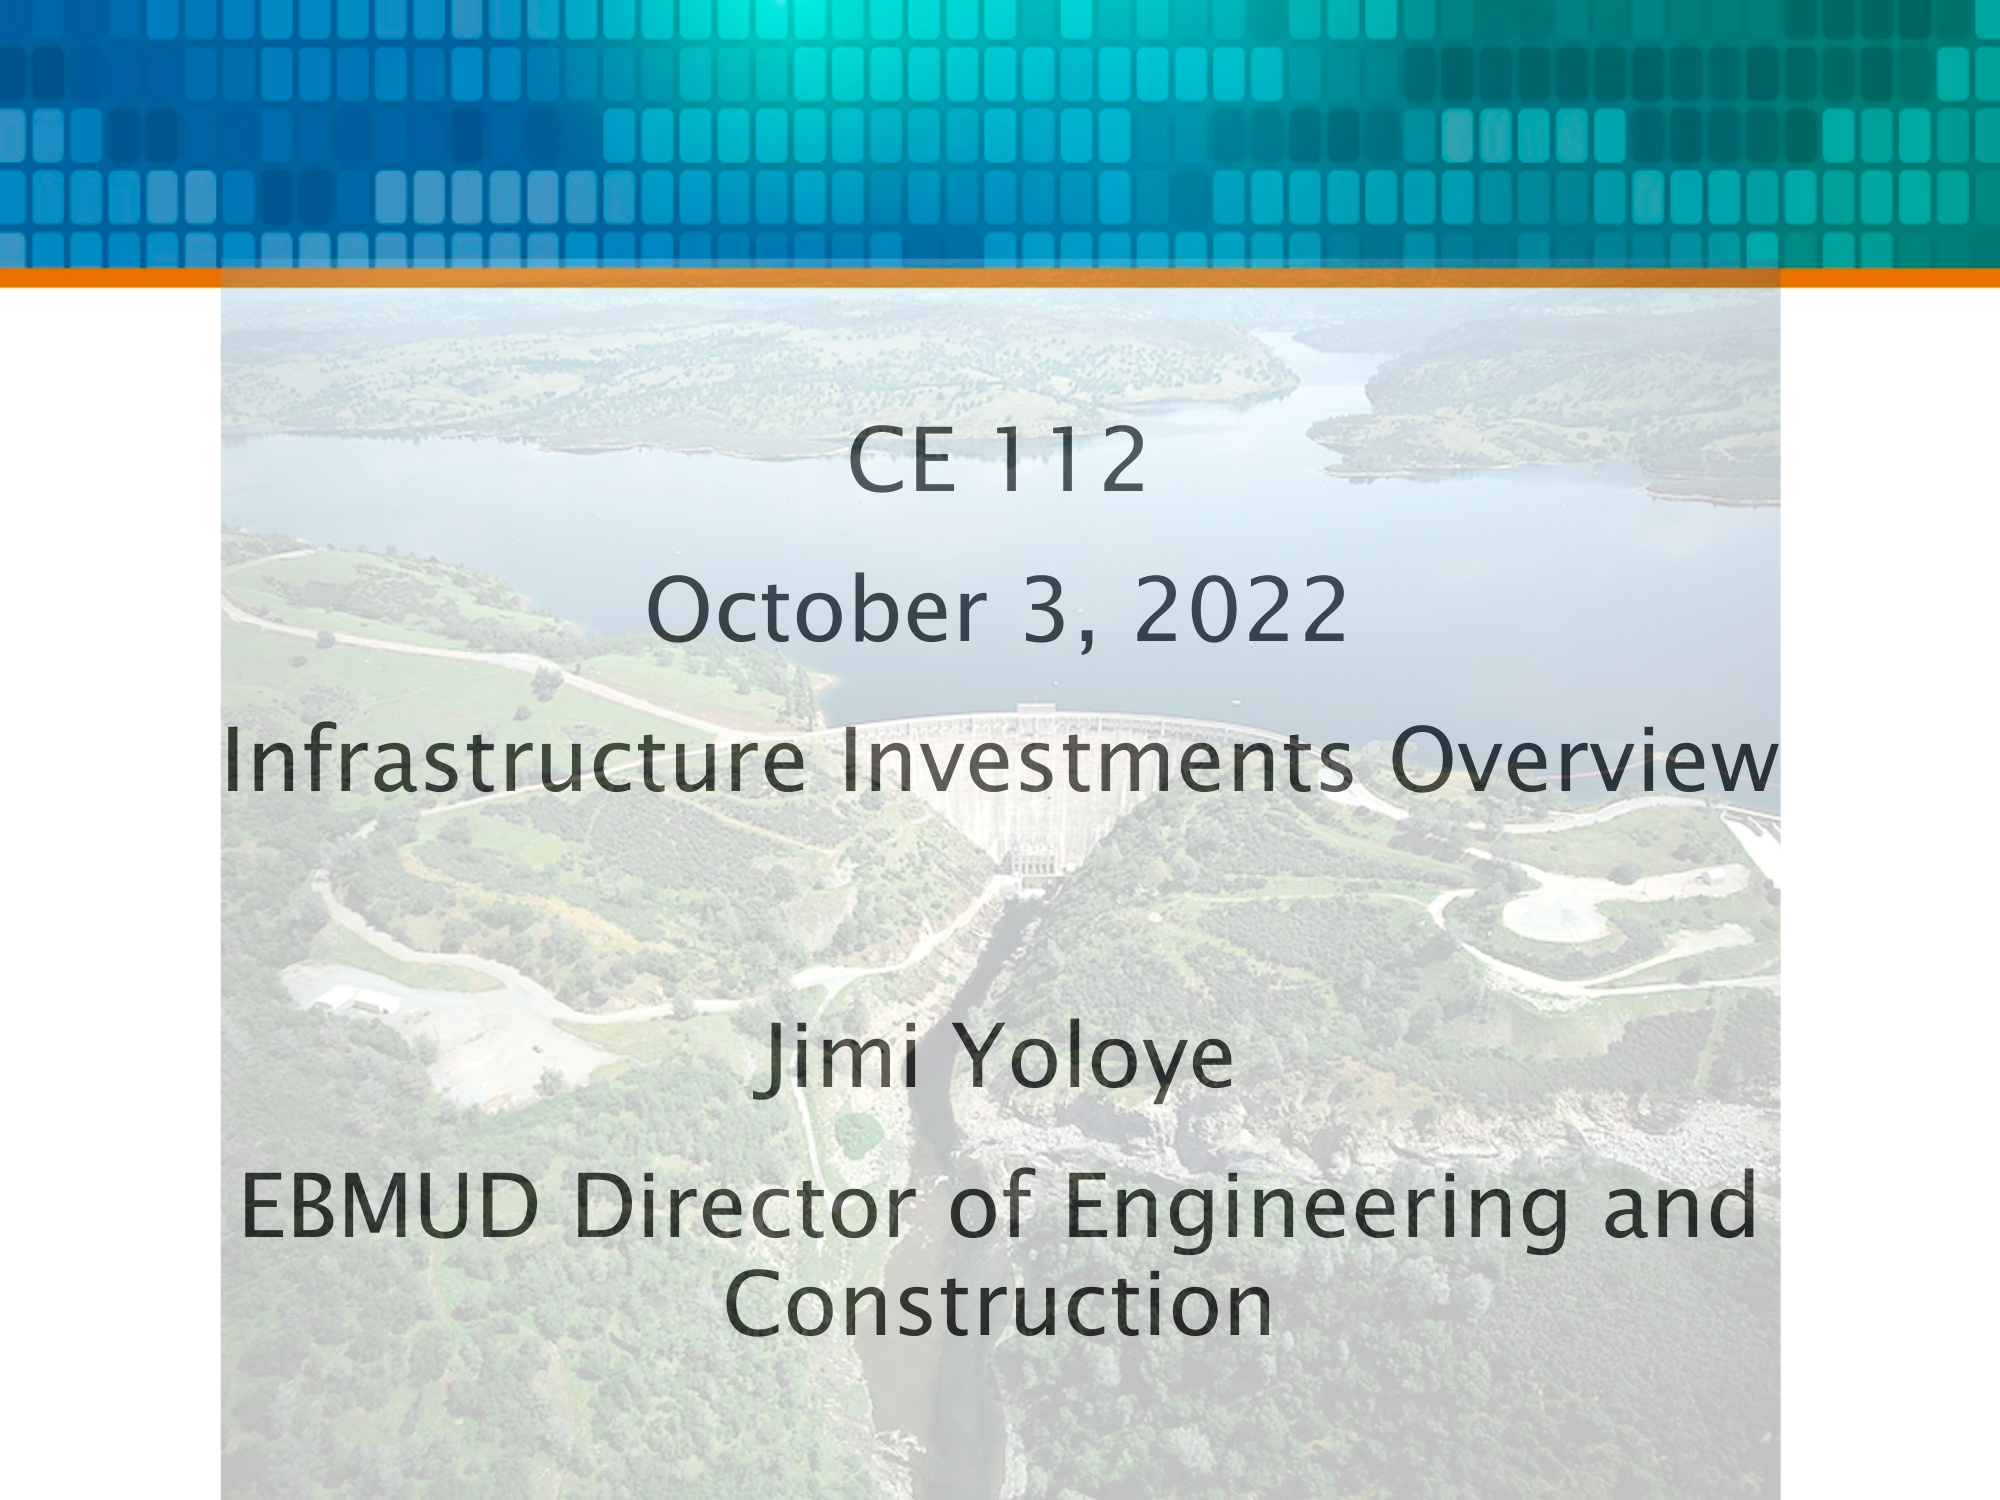 CE 112
October 3, 2022
Infrastructure Investments Overview
Jimi Yoloye
EBMUD Director of Engineering and
Construction